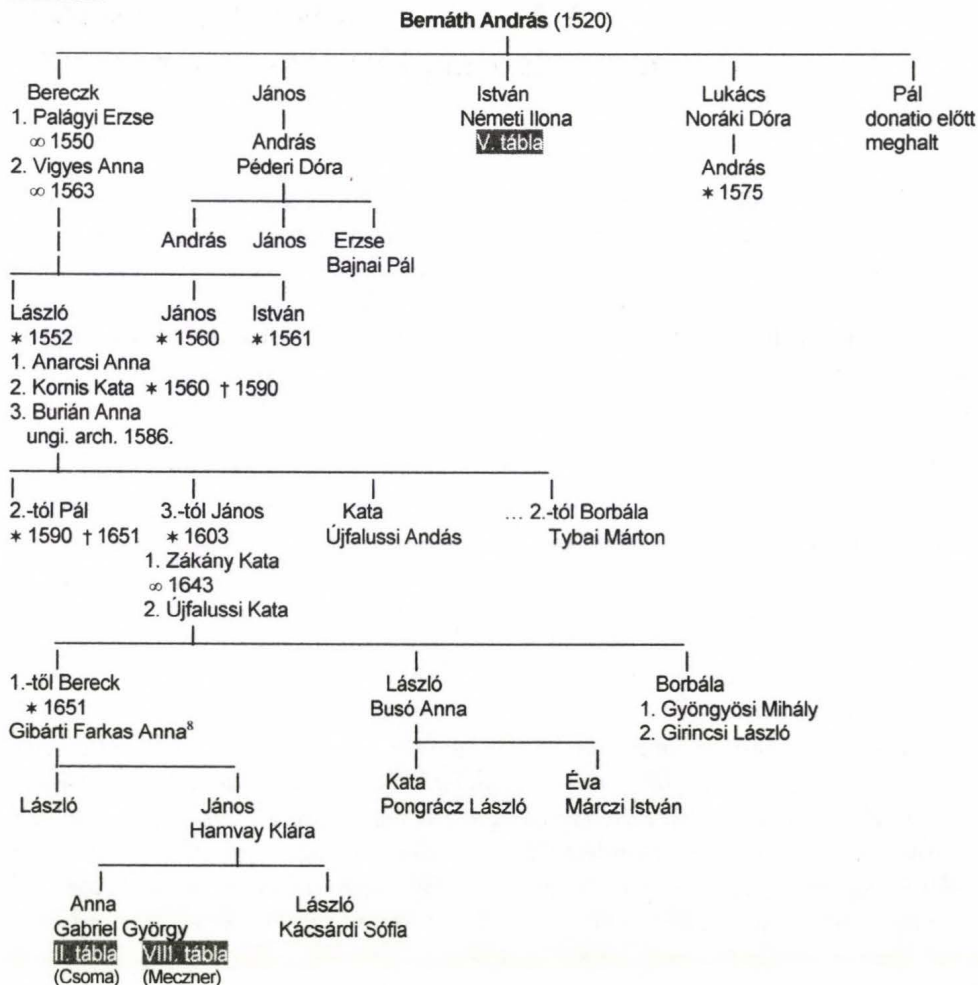 Bernáth András (1520)
Bereczk János István Lukács Pál
1. Palágyi Erzse Németi Ilona Noráki Dóra donatio előtt
∞ 1550 András V. tábla meghalt
2. Vigyes Anna Péderi Dóra András
∞ 1563 * 1575
András János Erzse
Bajnai Pál
László János István
* 1552 * 1560 * 1561
1. Anarcsi Anna
2. Kornis Kata * 1560 † 1590
3. Burián Anna
ungi. arch. 1586.
2.-tól Pál 3.-tól János Kata ... 2.-tól Borbála
* 1590 † 1651 * 1603 Újfalussi Andás Tybai Márton
1. Zákány Kata
∞ 1643
2. Újfalussi Kata
1.-től Bereck László Borbála
* 1651 Busó Anna 1. Gyöngyösi Mihály
Gibárti Farkas Anna⁸ 2. Girincsi László
László János Kata Éva
Hamvay Klára Pongrácz László Márczi István
Anna László
Gabriel György Kácsárdi Sófia
II. tábla VIII. tábla
(Csoma) (Meczner)